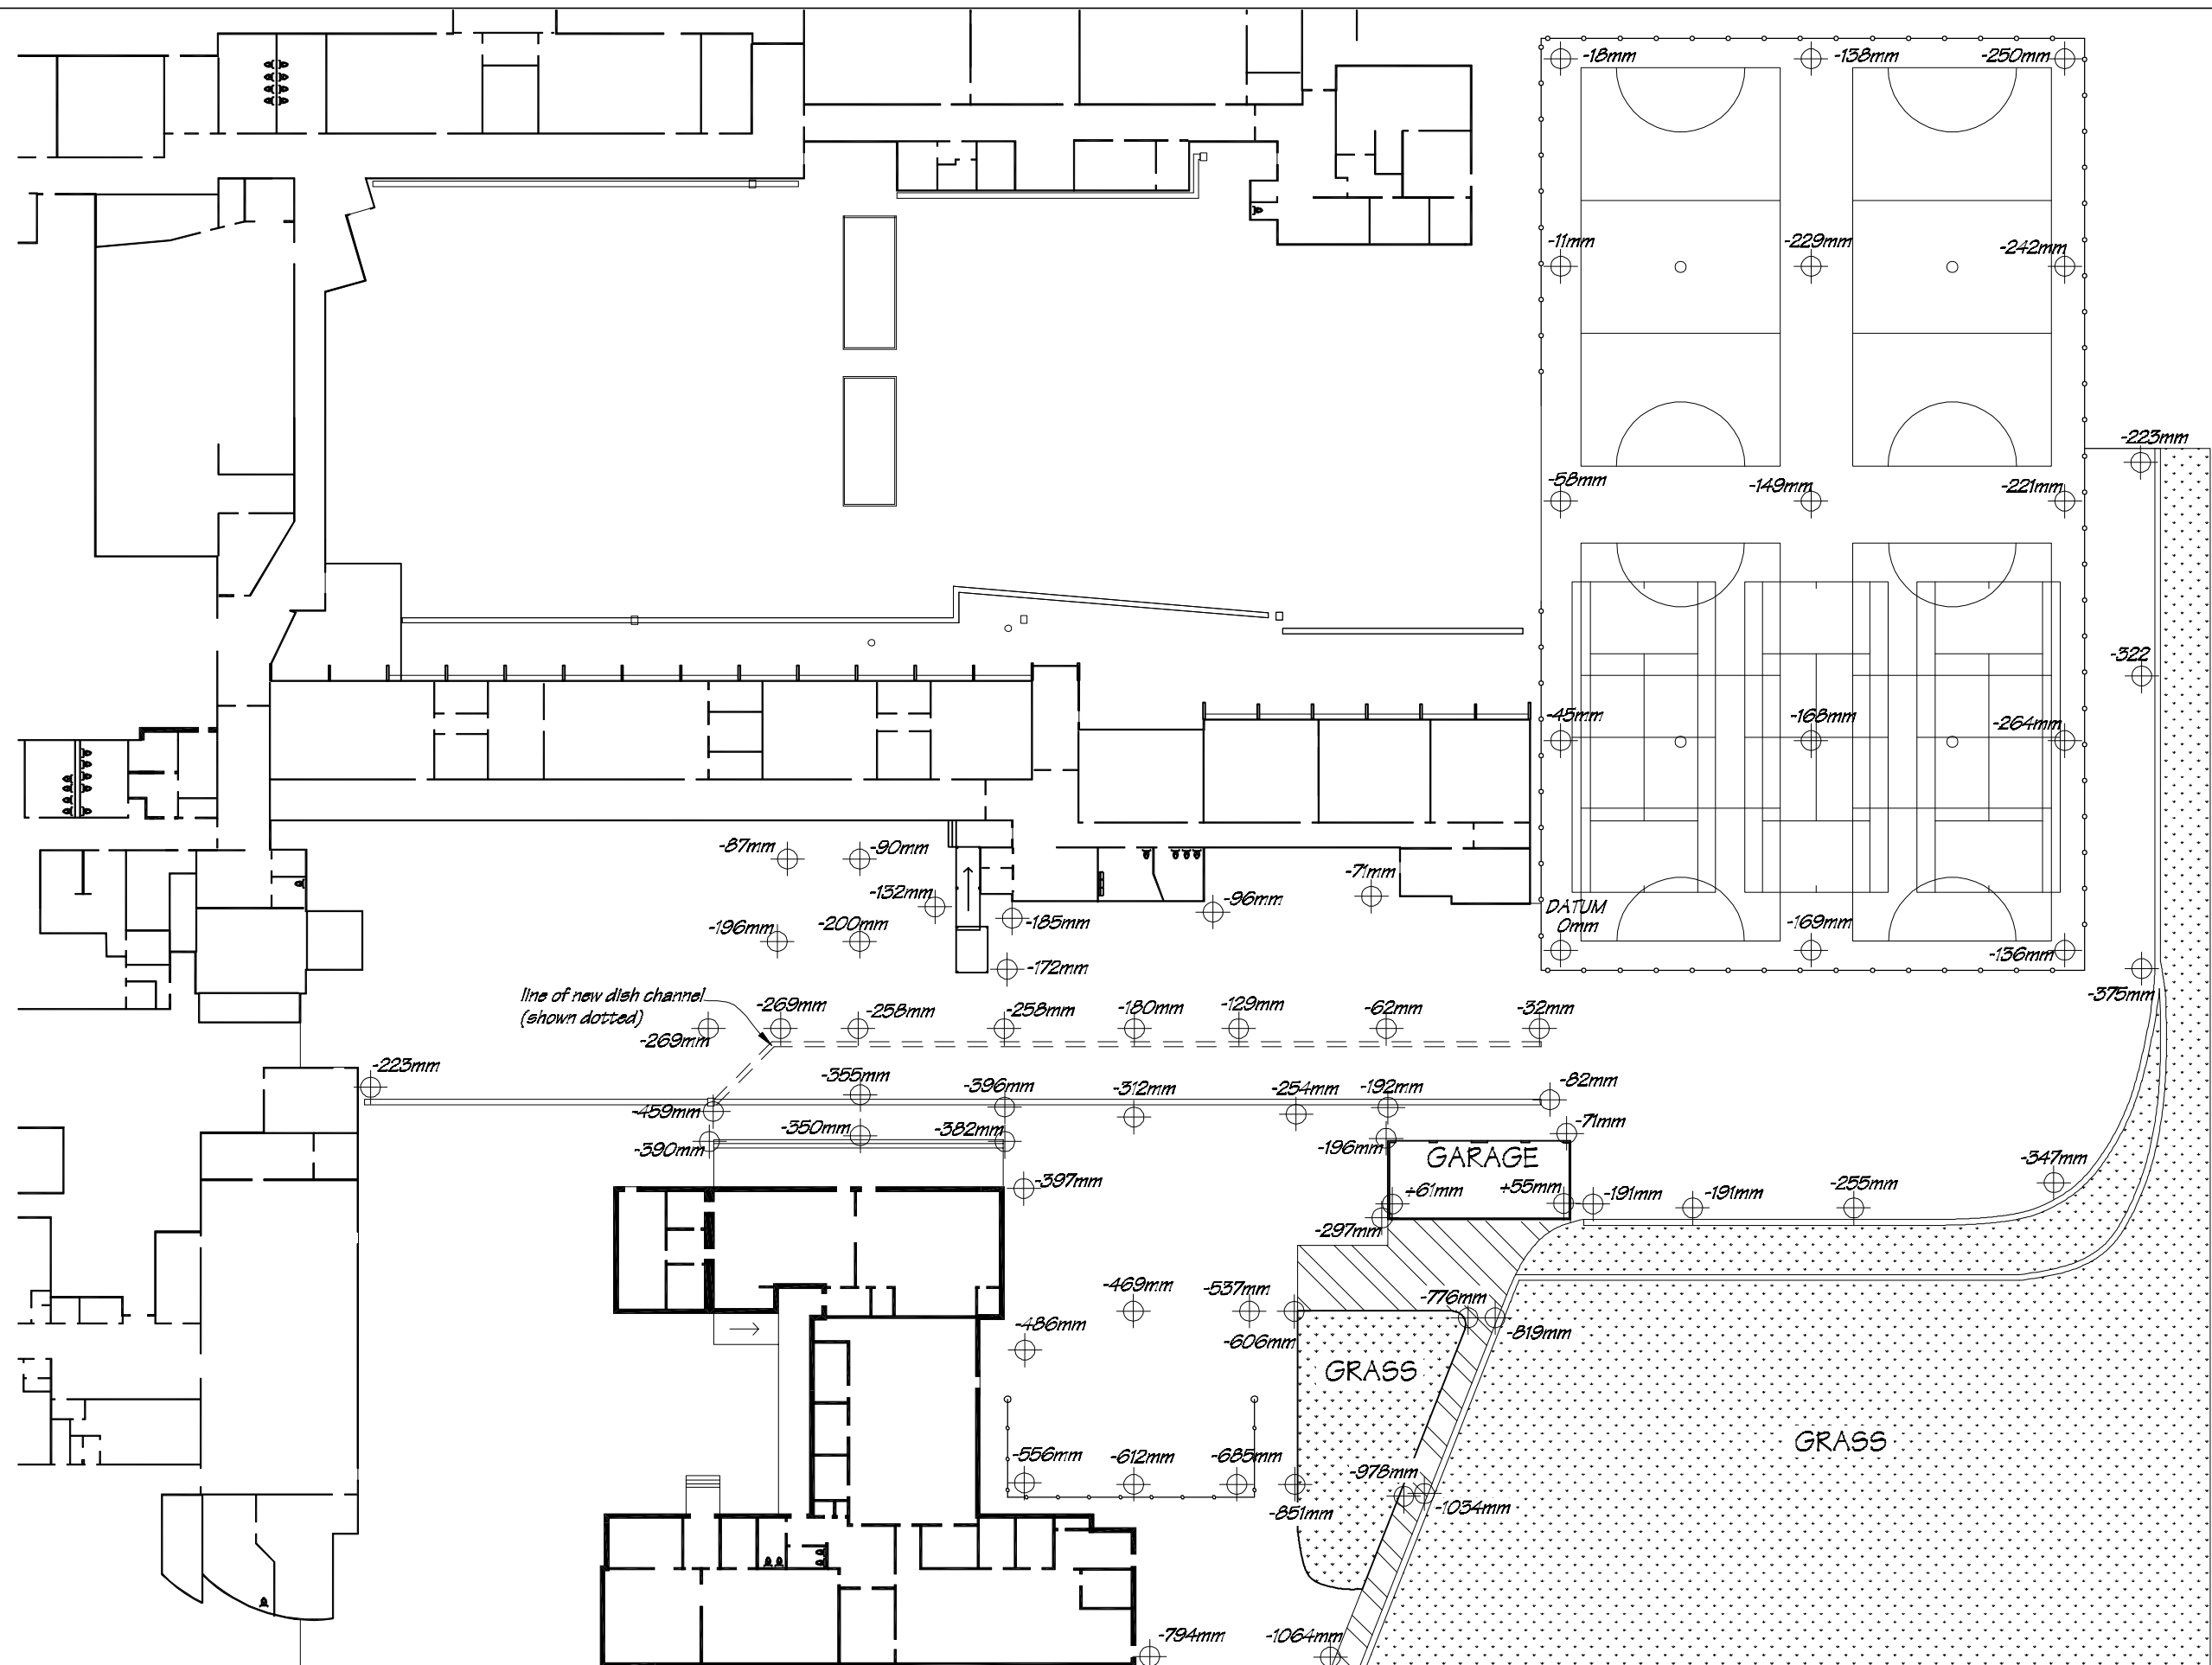 -18mm
-138mm
-250mm
-11mm
-229mm
-242mm
-223mm
-58mm
-149mm
-221mm
-322
-45mm
-168mm
-264mm
-87mm
-90mm
-71mm
-132mm
-96mm
DATUM
0mm
-185mm
-196mm
-200mm
-169mm
-136mm
-172mm
-375mm
line of new dish channel
(shown dotted)
-269mm
-258mm
-258mm
-180mm
-129mm
-62mm
-32mm
-269mm
-223mm
-355mm
-396mm
-312mm
-254mm
-192mm
-82mm
-459mm
-350mm
-382mm
-71mm
-390mm
-196mm
GARAGE
-347mm
-397mm
+61mm
+55mm
-191mm
-191mm
-255mm
-297mm
-469mm
-537mm
-776mm
-486mm
-606mm
-819mm
GRASS
GRASS
-556mm
-612mm
-685mm
-978mm
-851mm
-1034mm
-794mm
-1064mm